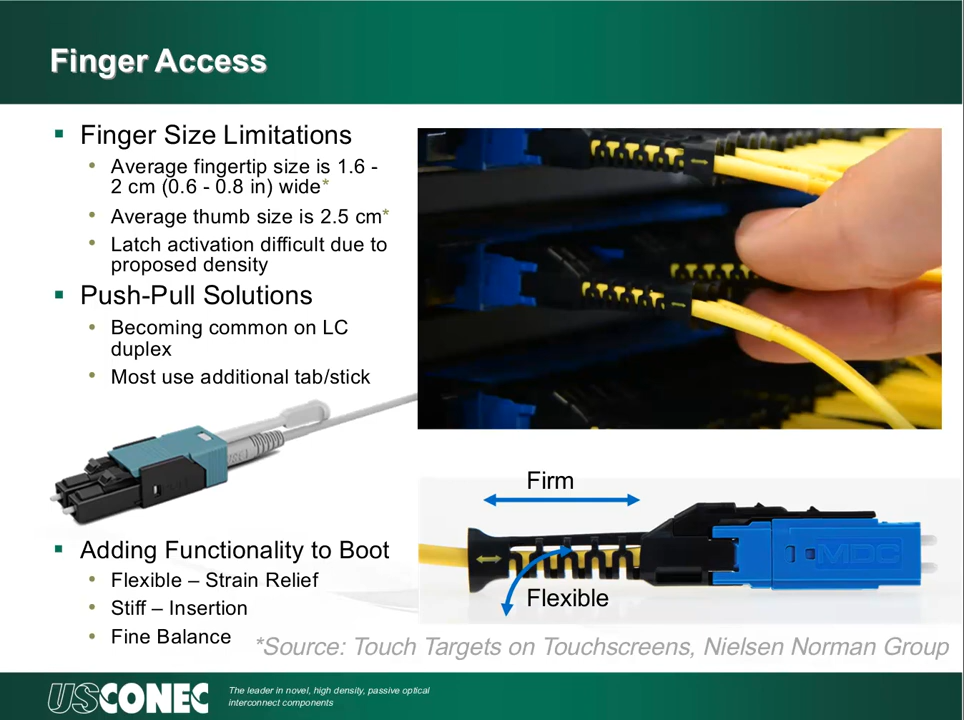 Finger Access
Finger Size Limitations
Average fingertip size is 1.6 -
2 cm (0.6 - 0.8 in) wide*
Average thumb size is 2.5 cm*
Latch activation difficult due to
proposed density
Push-Pull Solutions
Becoming common on LC
duplex
Most use additional tab/stick
Adding Functionality to Boot
Flexible – Strain Relief
Stiff – Insertion
Fine Balance
Firm
MDC
Flexible
*Source: Touch Targets on Touchscreens, Nielsen Norman Group
USCONEC
The leader in novel, high density, passive optical
interconnect components